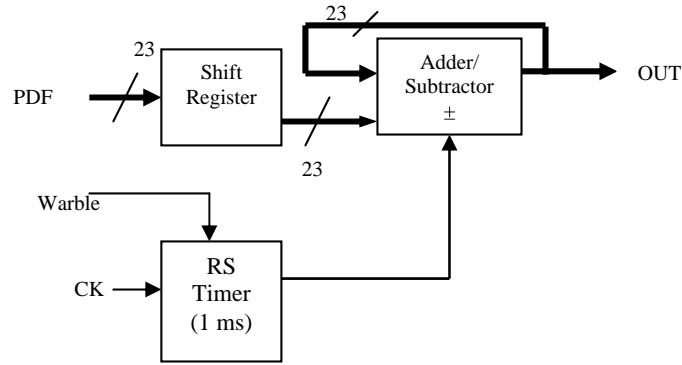 23
23
Shift
Register
Adder/
Subtractor
±
PDF
OUT
23
Warble
RS
Timer
(1 ms)
CK